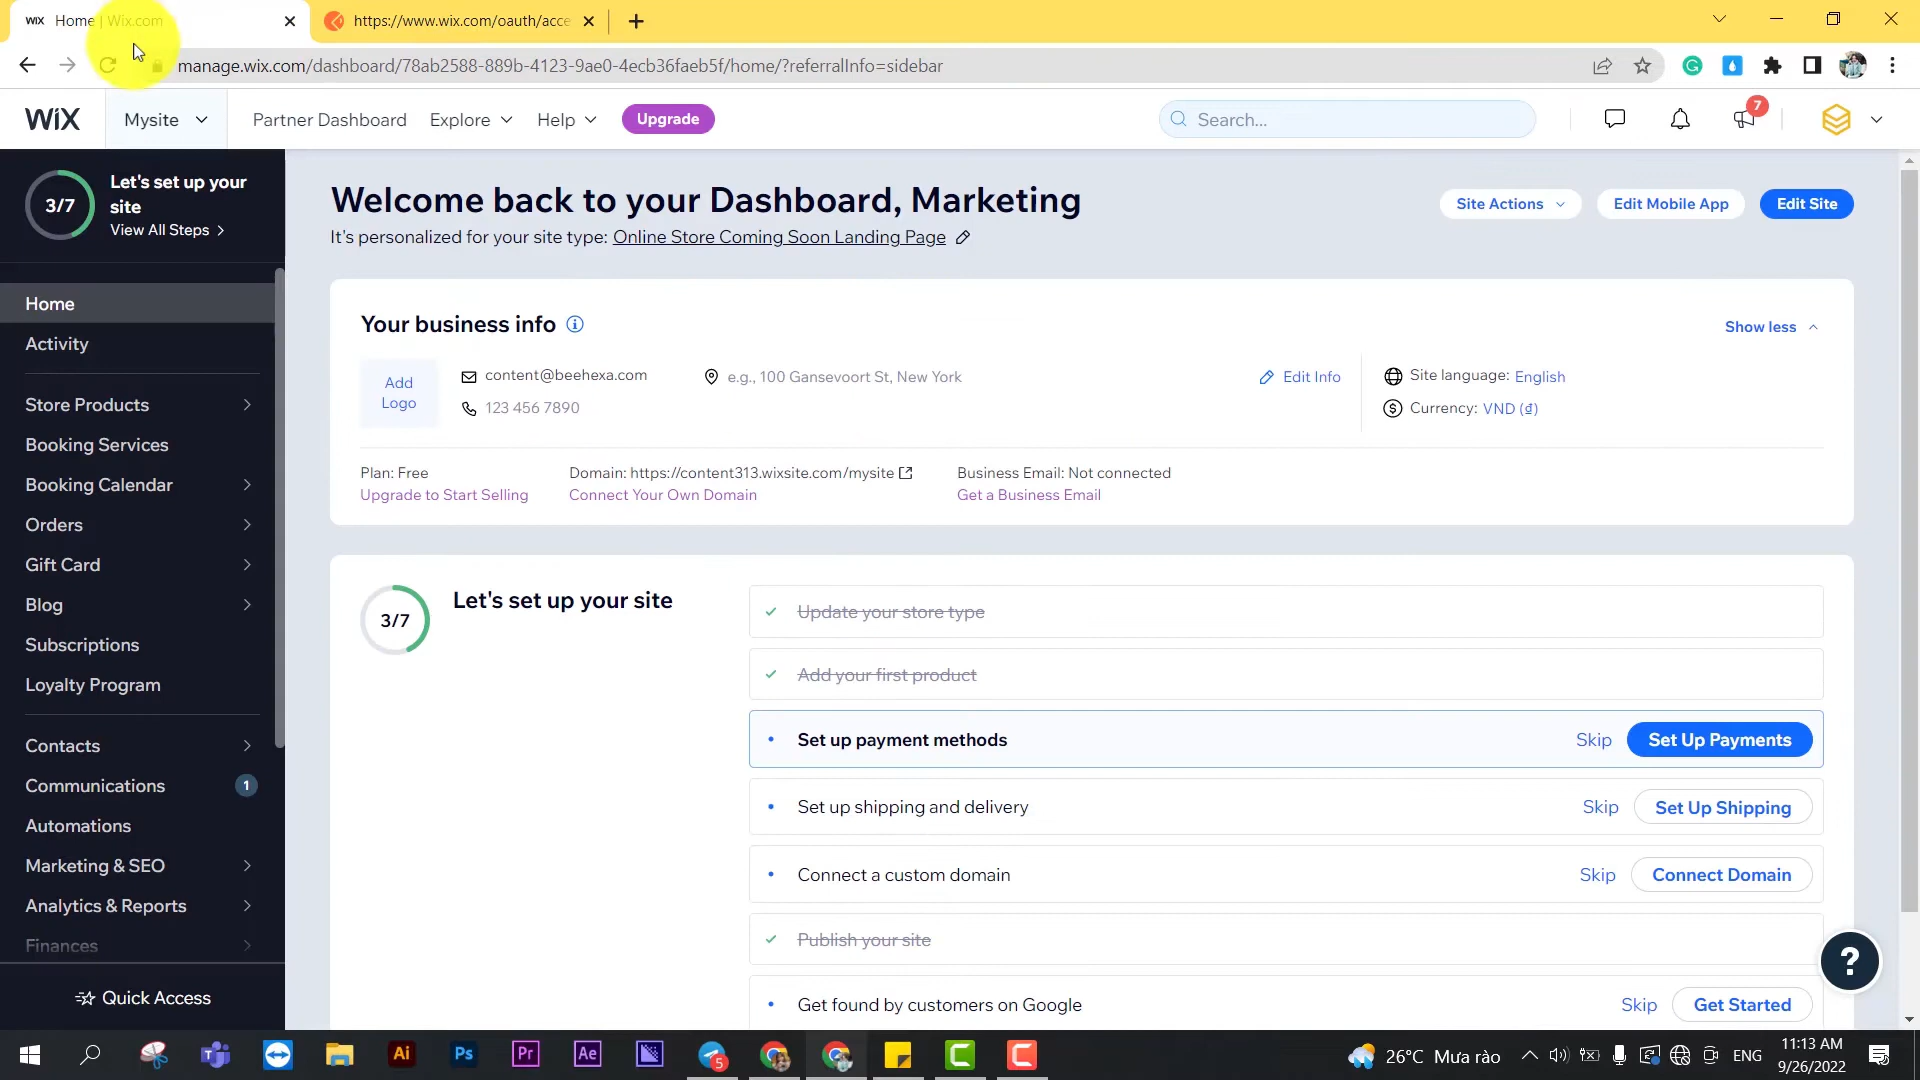 WIX Home | Wix.com
https://www.wix.com/oauth/acce
manage.wix.com/dashboard/78ab2588-889b-4123-9ae0-4ecb36faeb5f/home/?referralInfo=sidebar
WIX
Mysite
Partner Dashboard
Explore
Help
Upgrade
Search...
7
3/7
Let's set up your
site
View All Steps
Home
Activity
Store Products
Booking Services
Booking Calendar
Orders
Gift Card
Blog
Subscriptions
Loyalty Program
Contacts
Communications 1
Automations
Marketing & SEO
Analytics & Reports
Finances
Quick Access
Welcome back to your Dashboard, Marketing
It's personalized for your site type: Online Store Coming Soon Landing Page
Site Actions
Edit Mobile App
Edit Site
Your business info
Show less
Add
Logo
content@beehexa.com
123 456 7890
e.g., 100 Gansevoort St, New York
Edit Info
Site language: English
Currency: VND (₫)
Plan: Free
Upgrade to Start Selling
Domain: https://content313.wixsite.com/mysite
Connect Your Own Domain
Business Email: Not connected
Get a Business Email
3/7
Let's set up your site
Update your store type
Add your first product
Set up payment methods Skip Set Up Payments
Set up shipping and delivery Skip Set Up Shipping
Connect a custom domain Skip Connect Domain
Publish your site
Get found by customers on Google Skip Get Started
?
Ai
Ps
Pr
Ae
5
26°C Mưa rào
ENG
11:13 AM
9/26/2022